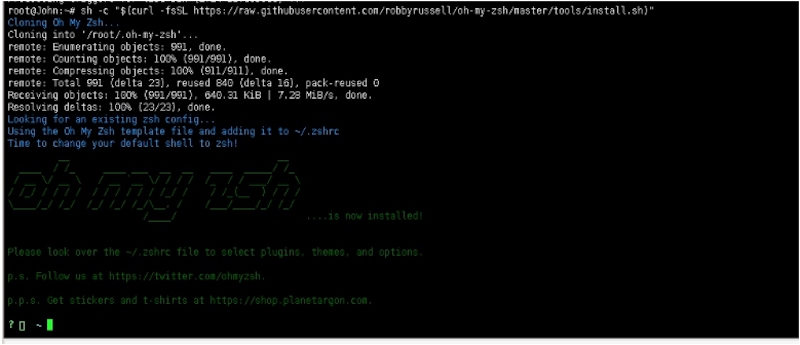 root@John:~# sh -c "$(curl -fsSL https://raw.githubusercontent.com/robbyrussell/oh-my-zsh/master/tools/install.sh)"
Cloning Oh My Zsh...
Cloning into '/root/.oh-my-zsh'...
remote: Enumerating objects: 991, done.
remote: Counting objects: 100% (991/991), done.
remote: Compressing objects: 100% (911/911), done.
remote: Total 991 (delta 23), reused 840 (delta 16), pack-reused 0
Receiving objects: 100% (991/991), 640.31 KiB | 7.28 MiB/s, done.
Resolving deltas: 100% (23/23), done.
Looking for an existing zsh config...
Using the Oh My Zsh template file and adding it to ~/.zshrc
Time to change your default shell to zsh!
oh my zsh
....is now installed!
Please look over the ~/.zshrc file to select plugins, themes, and options.
p.s. Follow us at https://twitter.com/ohmyzsh.
p.p.s. Get stickers and t-shirts at https://shop.planetargon.com.
? ▯ ~